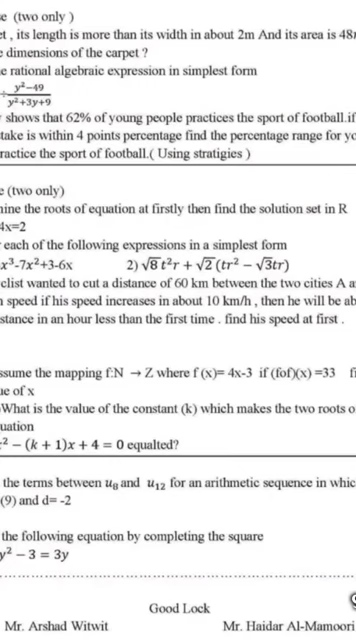 e (two only )
et , its length is more than its width in about 2m And its area is 48
e dimensions of the carpet ?
e rational algebraic expression in simplest form
÷ y²−49 / y²+3y+9
shows that 62% of young people practices the sport of football.if
take is within 4 points percentage find the percentage range for yo
ractice the sport of football.( Using stratigies )
e (two only)
nine the roots of equation at firstly then find the solution set in R
4x=2
each of the following expressions in a simplest form
x³-7x²+3-6x 2) √8 t²r + √2 (tr² − √3tr)
clist wanted to cut a distance of 60 km between the two cities A a
n speed if his speed increases in about 10 km/h , then he will be ab
stance in an hour less than the first time . find his speed at first .
ssume the mapping f:N → Z where f (x)= 4x-3 if (fof)(x) =33 f
ue of x
What is the value of the constant (k) which makes the two roots o
uation
² − (k + 1)x + 4 = 0 equalted?
the terms between u₈ and u₁₂ for an arithmetic sequence in whic
(9) and d= -2
the following equation by completing the square
y² − 3 = 3y
Good Lock
Mr. Arshad Witwit Mr. Haidar Al-Mamoori